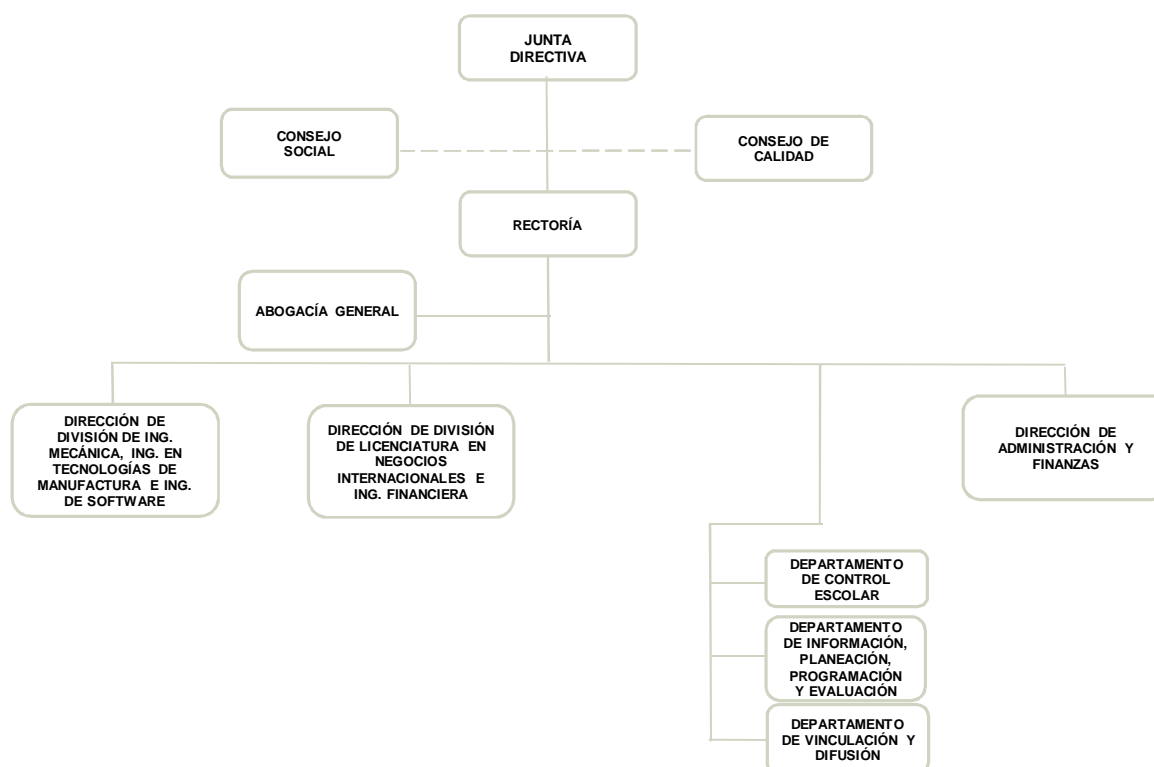 JUNTA
DIRECTIVA
CONSEJO
SOCIAL
CONSEJO DE
CALIDAD
RECTORÍA
ABOGACÍA GENERAL
DIRECCIÓN DE
DIVISIÓN DE ING.
MECÁNICA, ING. EN
TECNOLOGÍAS DE
MANUFACTURA E ING.
DE SOFTWARE
DIRECCIÓN DE DIVISIÓN
DE LICENCIATURA EN
NEGOCIOS
INTERNACIONALES E
ING. FINANCIERA
DIRECCIÓN DE
ADMINISTRACIÓN Y
FINANZAS
DEPARTAMENTO
DE CONTROL
ESCOLAR
DEPARTAMENTO
DE INFORMACIÓN,
PLANEACIÓN,
PROGRAMACIÓN
Y EVALUACIÓN
DEPARTAMENTO
DE VINCULACIÓN Y
DIFUSIÓN